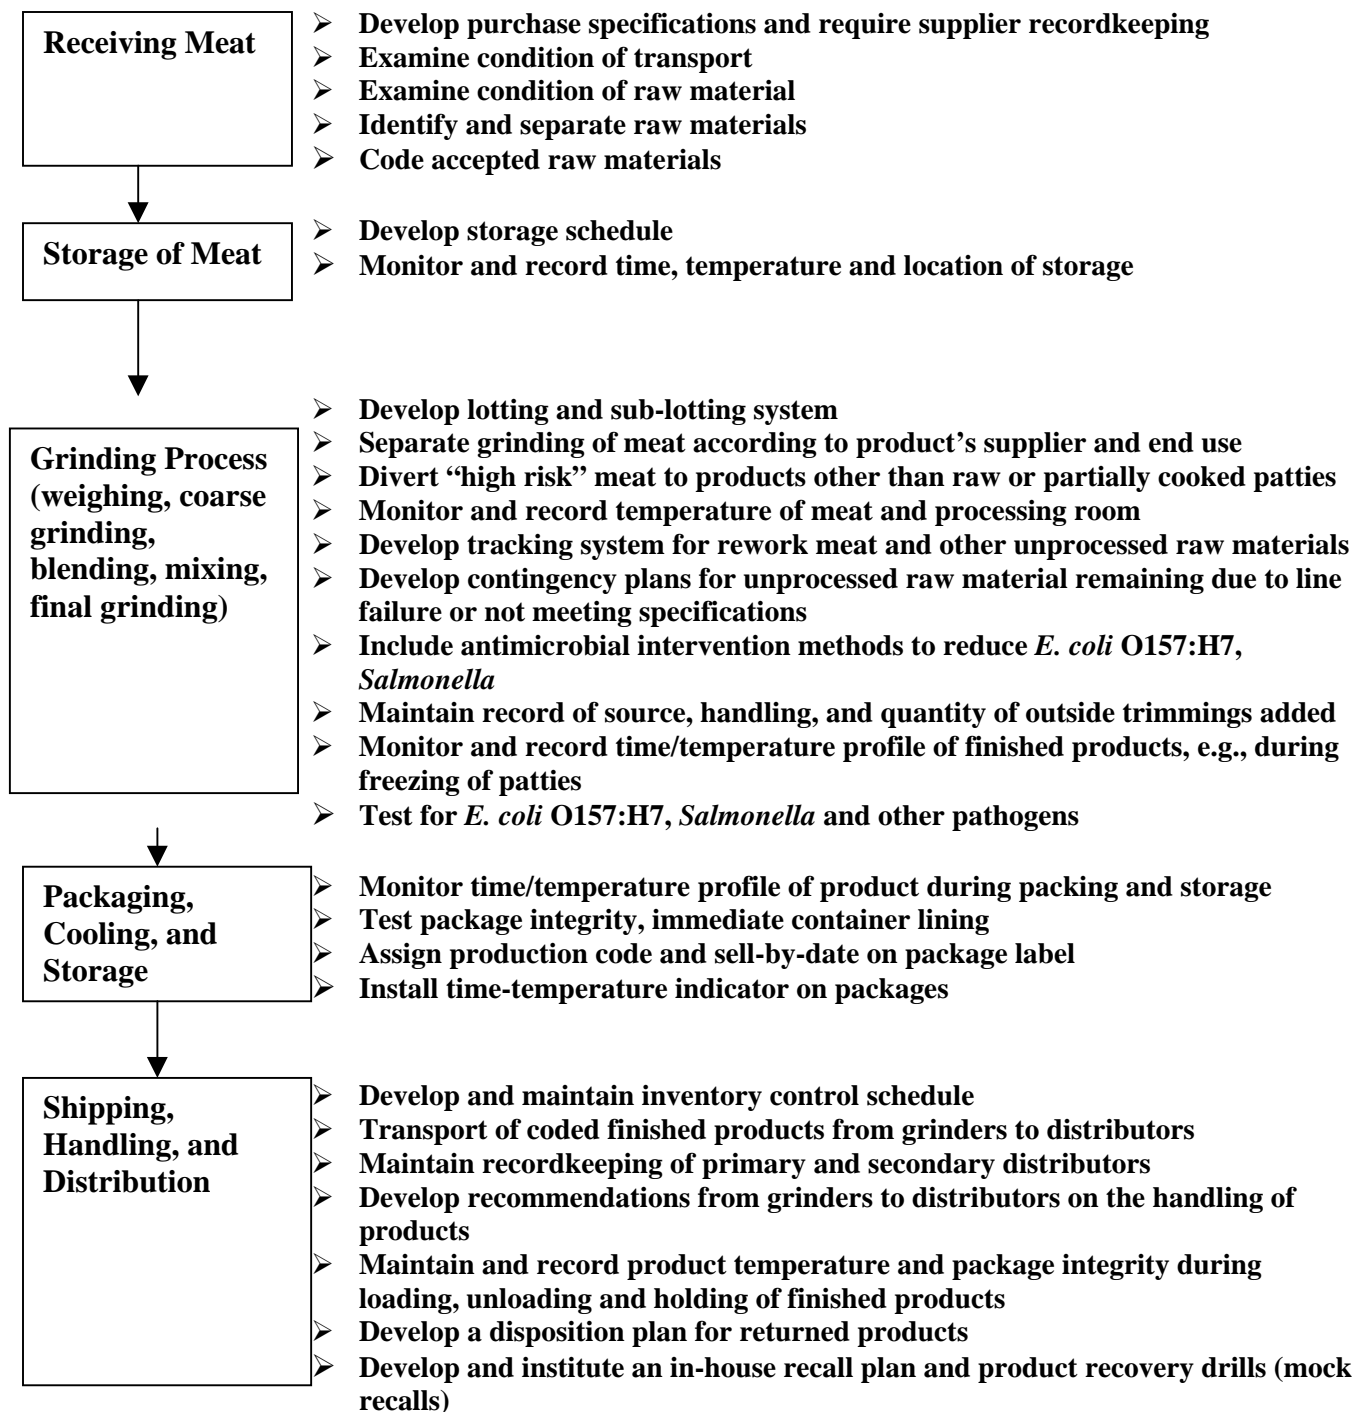 Receiving Meat
➢ Develop purchase specifications and require supplier recordkeeping
➢ Examine condition of transport
➢ Examine condition of raw material
➢ Identify and separate raw materials
➢ Code accepted raw materials
Storage of Meat
➢ Develop storage schedule
➢ Monitor and record time, temperature and location of storage
Grinding Process
(weighing, coarse
grinding,
blending, mixing,
final grinding)
➢ Develop lotting and sub-lotting system
➢ Separate grinding of meat according to product’s supplier and end use
➢ Divert “high risk” meat to products other than raw or partially cooked patties
➢ Monitor and record temperature of meat and processing room
➢ Develop tracking system for rework meat and other unprocessed raw materials
➢ Develop contingency plans for unprocessed raw material remaining due to line
failure or not meeting specifications
➢ Include antimicrobial intervention methods to reduce E. coli O157:H7,
Salmonella
➢ Maintain record of source, handling, and quantity of outside trimmings added
➢ Monitor and record time/temperature profile of finished products, e.g., during
freezing of patties
➢ Test for E. coli O157:H7, Salmonella and other pathogens
Packaging,
Cooling, and
Storage
➢ Monitor time/temperature profile of product during packing and storage
➢ Test package integrity, immediate container lining
➢ Assign production code and sell-by-date on package label
➢ Install time-temperature indicator on packages
Shipping,
Handling, and
Distribution
➢ Develop and maintain inventory control schedule
➢ Transport of coded finished products from grinders to distributors
➢ Maintain recordkeeping of primary and secondary distributors
➢ Develop recommendations from grinders to distributors on the handling of
products
➢ Maintain and record product temperature and package integrity during
loading, unloading and holding of finished products
➢ Develop a disposition plan for returned products
➢ Develop and institute an in-house recall plan and product recovery drills (mock
recalls)